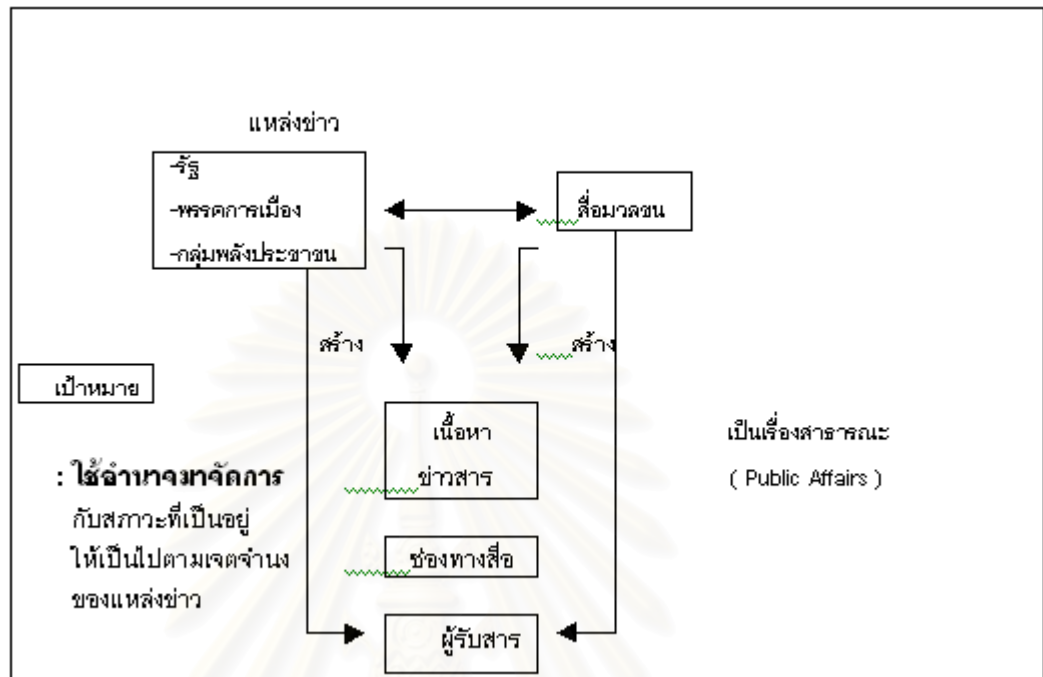 แหล่งข่าว
-รัฐ
-พรรคการเมือง
-กลุ่มพลังประชาชน
สื่อมวลชน
สร้าง
สร้าง
เป้าหมาย
เนื้อหา
ข่าวสาร
เป็นเรื่องสาธารณะ
( Public Affairs )
: ใช้อำนาจมาจัดการ
กับสภาวะที่เป็นอยู่
ให้เป็นไปตามเจตจำนง
ของแหล่งข่าว
ช่องทางสื่อ
ผู้รับสาร